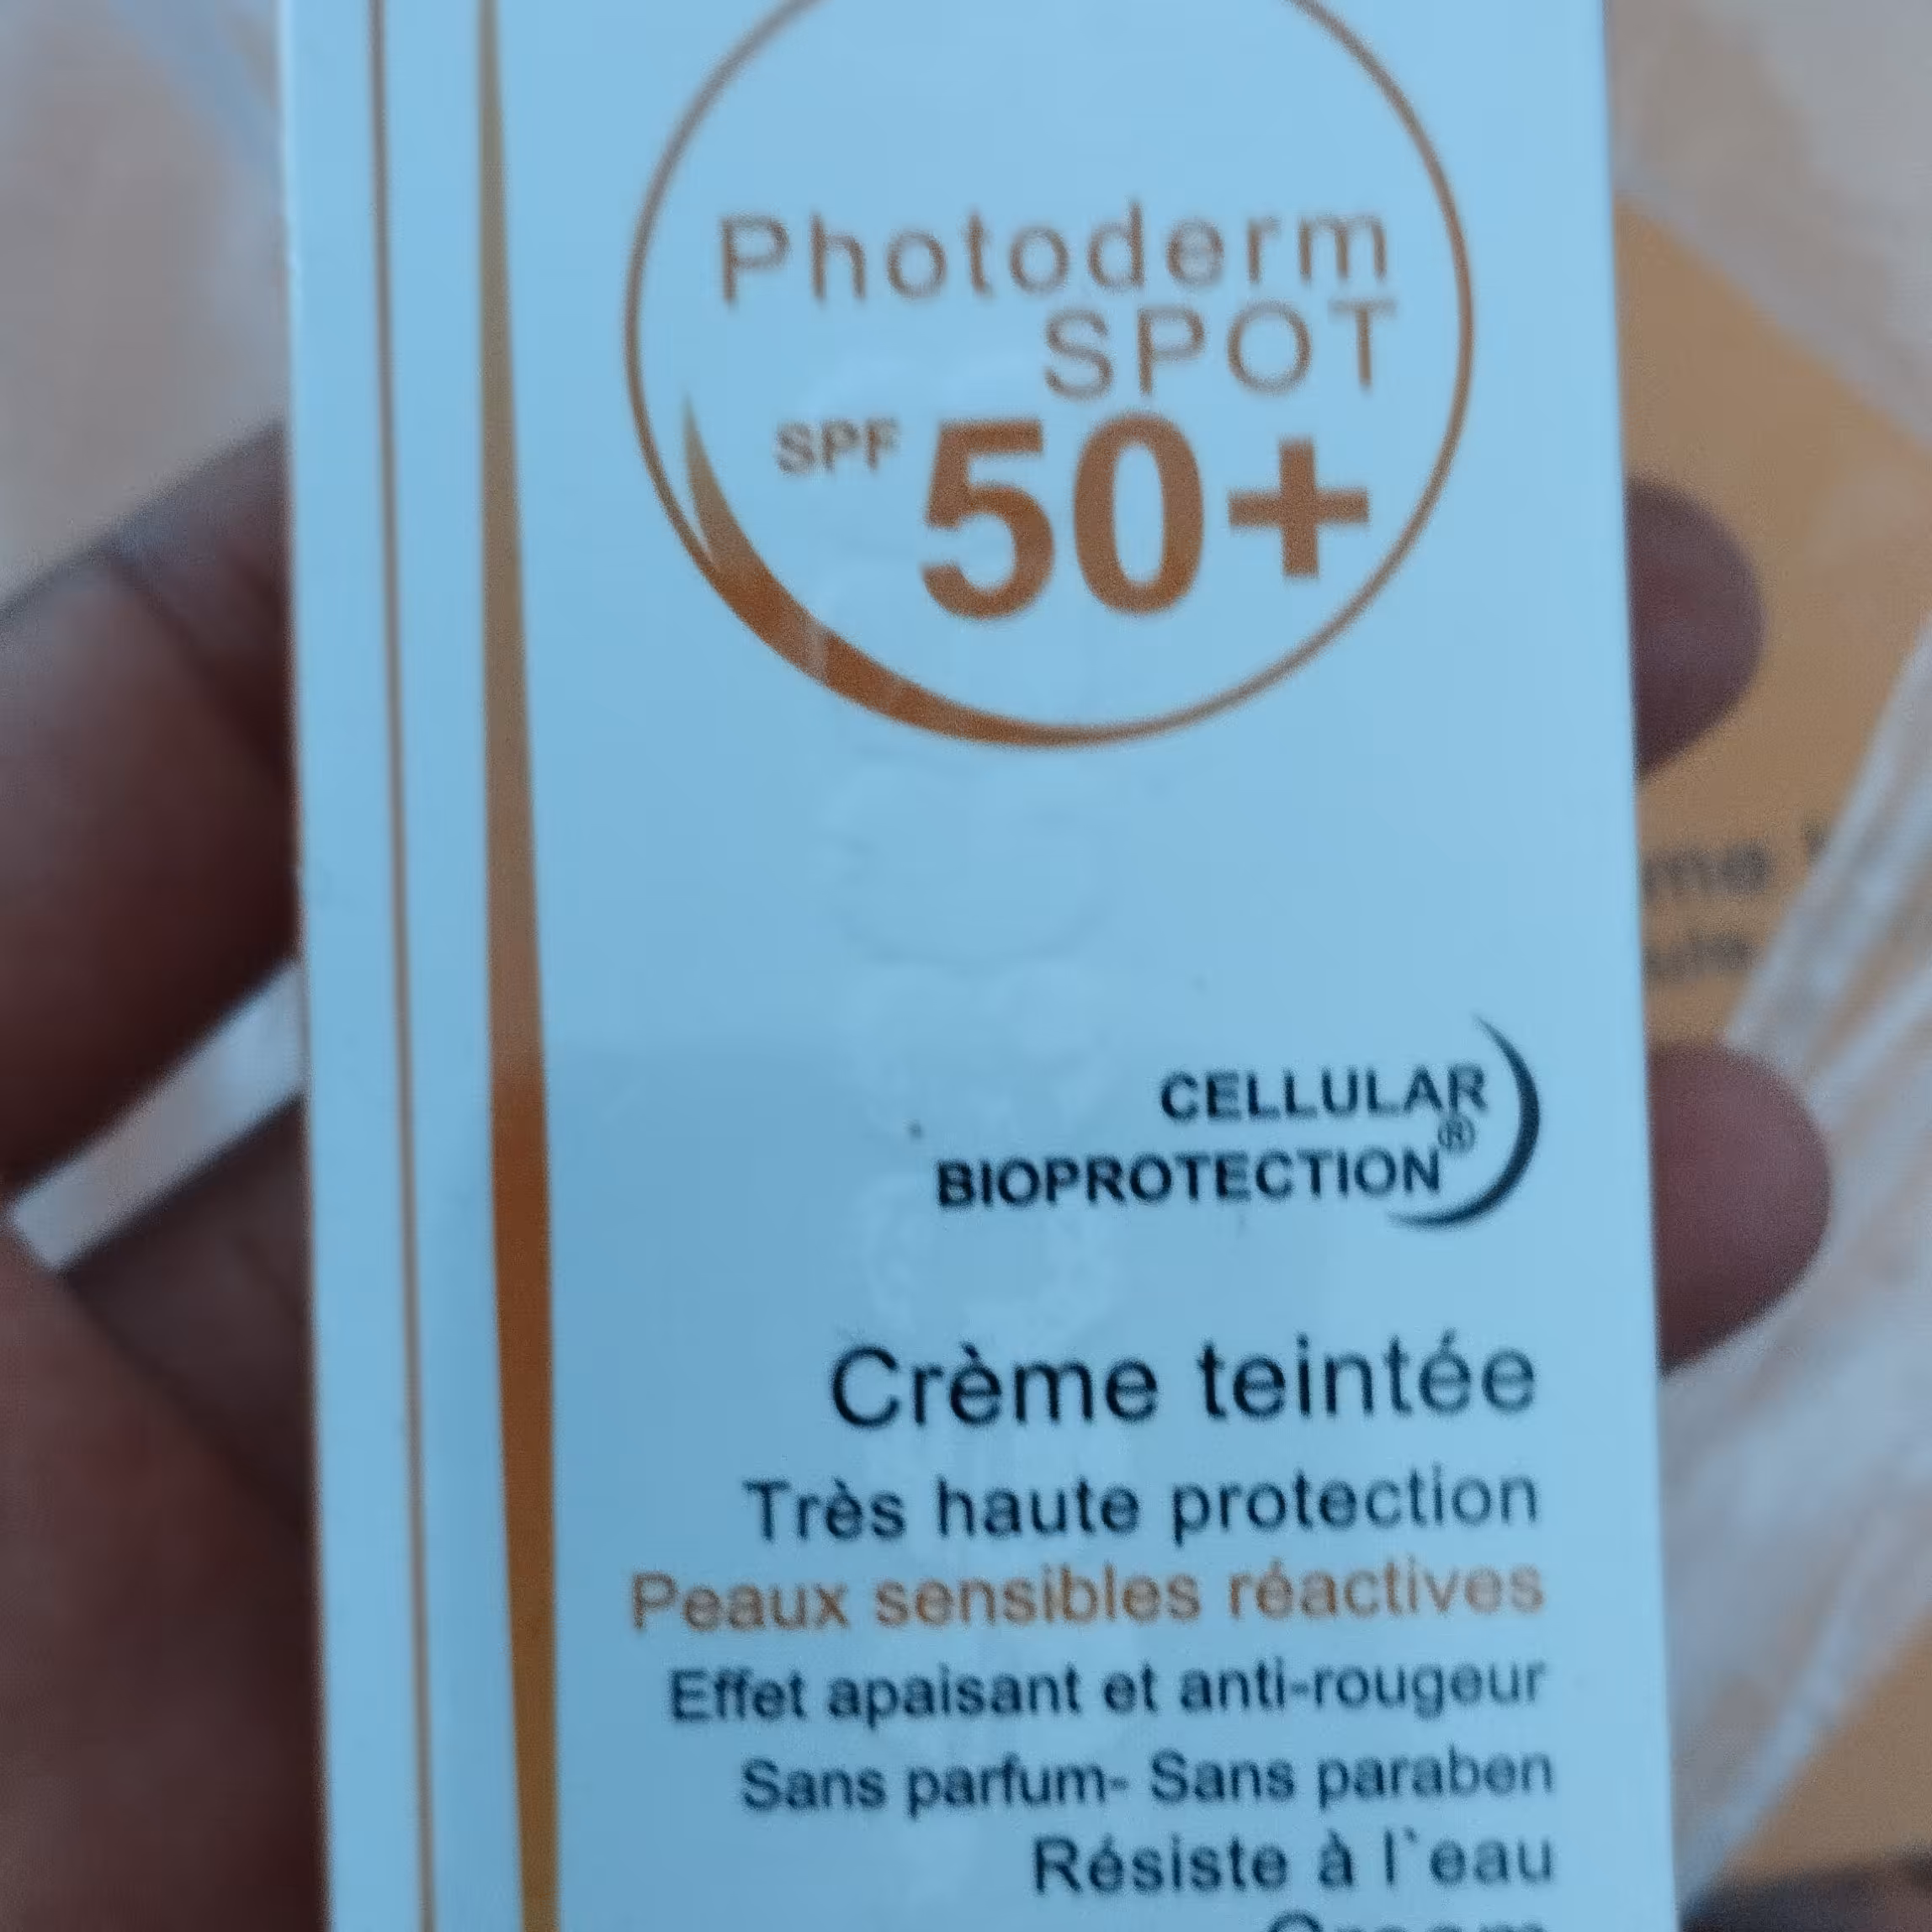 Photoderm
SPOT
SPF 50+
CELLULAR
BIOPROTECTION®
Crème teintée
Très haute protection
Peaux sensibles réactives
Effet apaisant et anti-rougeur
Sans parfum- Sans paraben
Résiste à l`eau